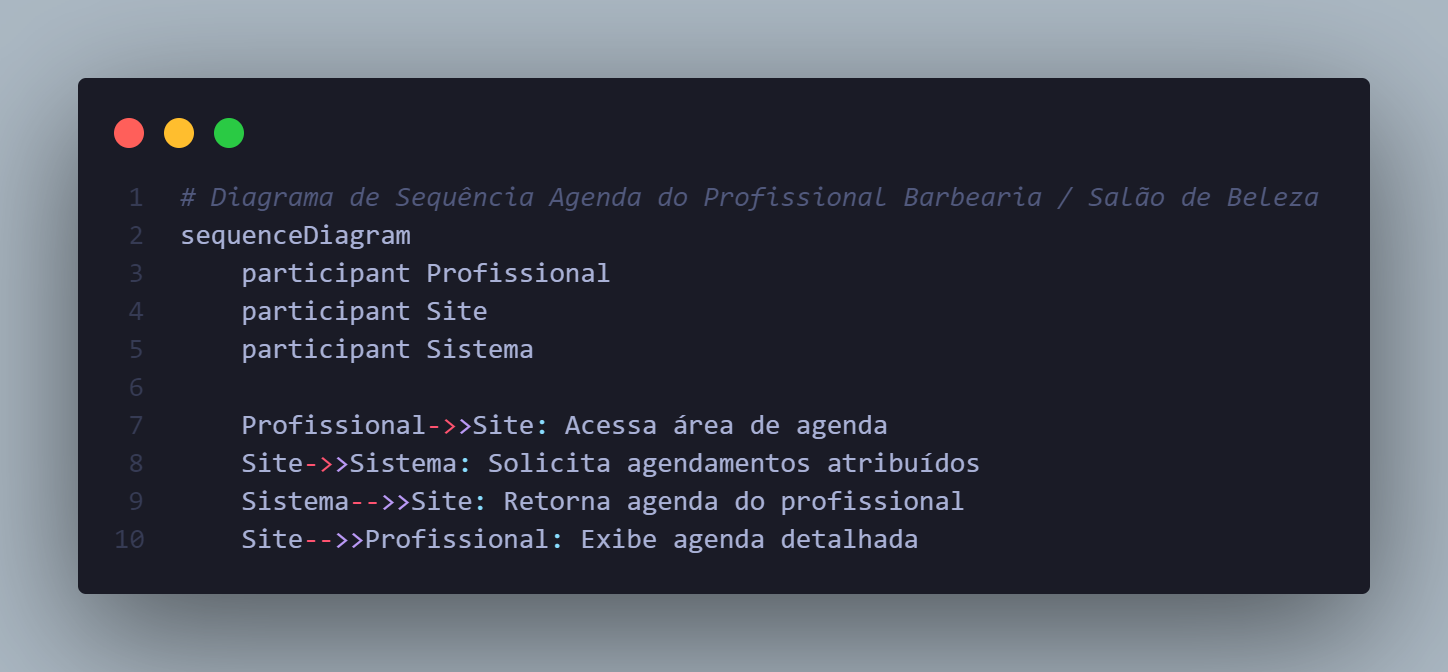 1 # Diagrama de Sequência Agenda do Profissional Barbearia / Salão de Beleza
2 sequenceDiagram
3     participant Profissional
4     participant Site
5     participant Sistema
6
7     Profissional->>Site: Acessa área de agenda
8     Site->>Sistema: Solicita agendamentos atribuídos
9     Sistema-->>Site: Retorna agenda do profissional
10     Site-->>Profissional: Exibe agenda detalhada